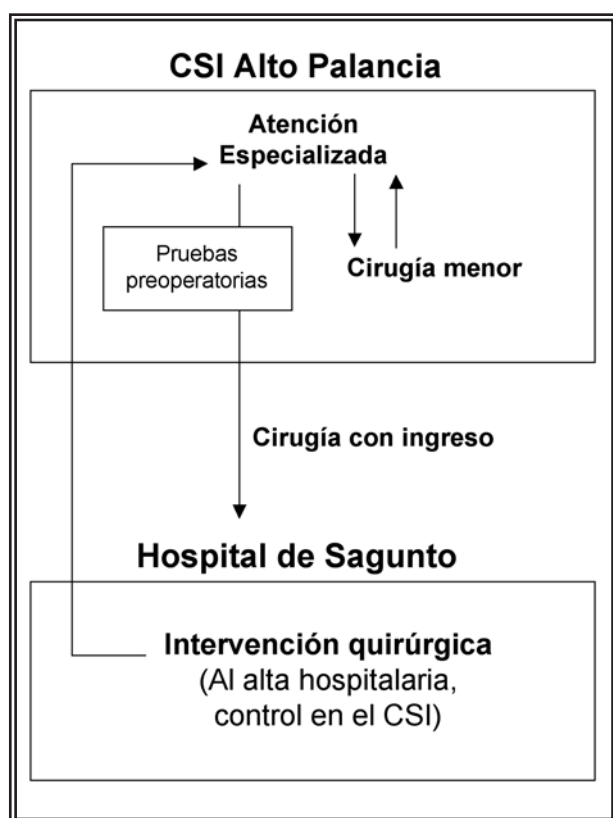 CSI Alto Palancia
Atención
Especializada
Pruebas
preoperatorias
Cirugía menor
Cirugía con ingreso
Hospital de Sagunto
Intervención quirúrgica
(Al alta hospitalaria,
control en el CSI)